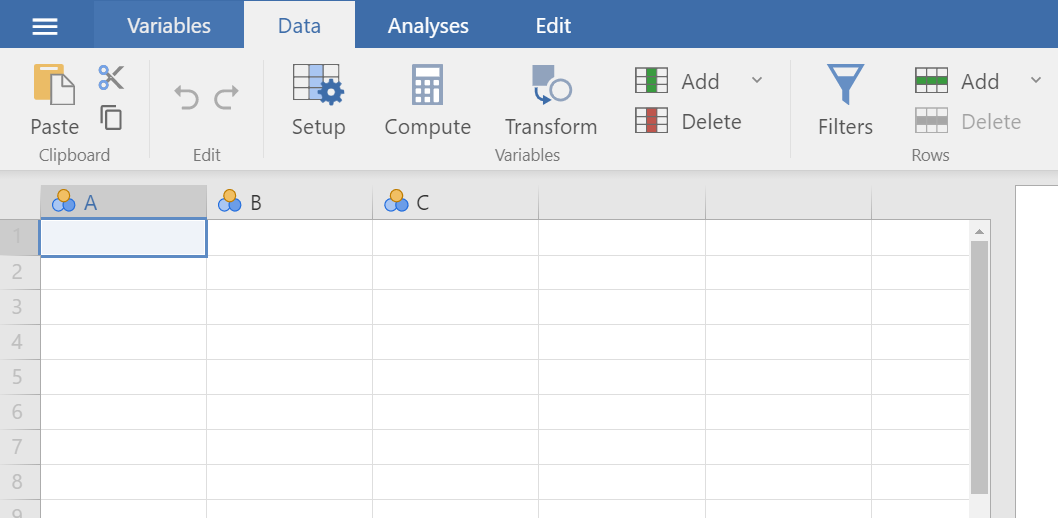 Variables Data Analyses Edit
Paste Setup Compute Transform Add Delete Filters Add Delete
Clipboard Edit Variables Rows
A B C
1
2
3
4
5
6
7
8
9